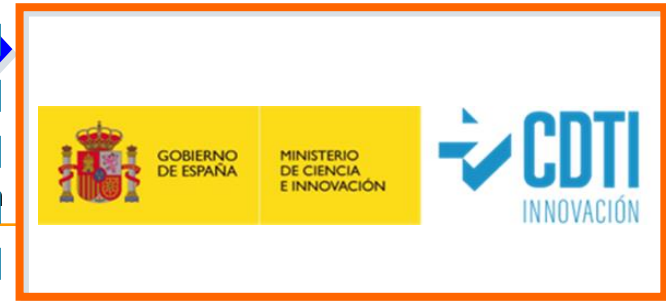 GOBIERNO
DE ESPAÑA
MINISTERIO
DE CIENCIA
E INNOVACIÓN
CDTI
INNOVACIÓN